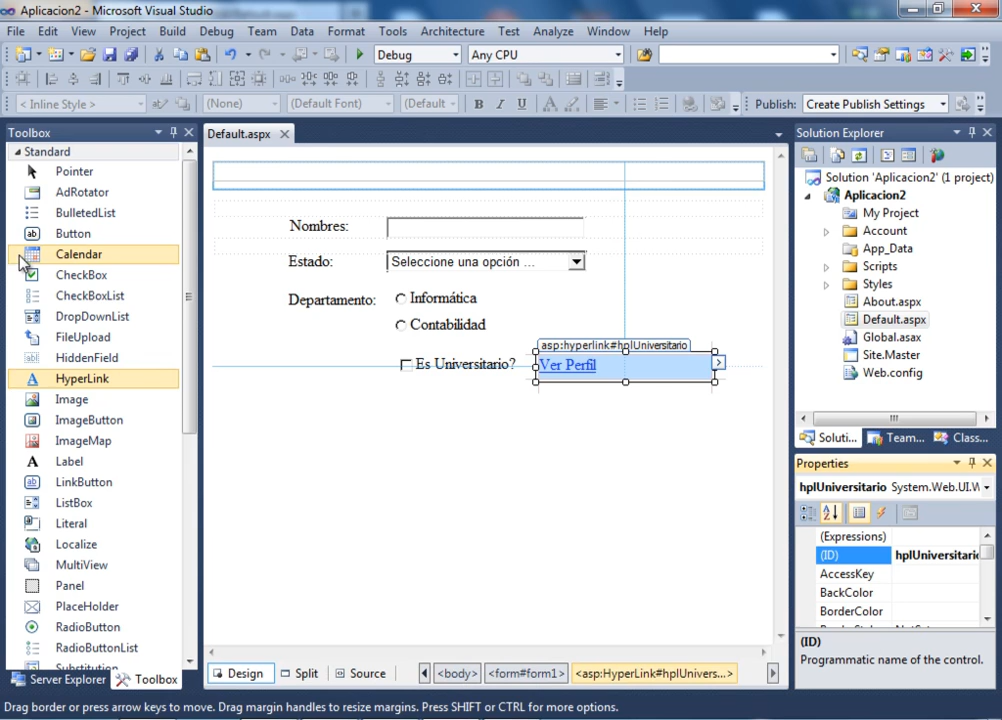 Aplicacion2 - Microsoft Visual Studio
File Edit View Project Build Debug Team Data Format Tools Architecture Test Analyze Window Help
Debug Any CPU
< Inline Style > (None) (Default Font) (Default B I U A Publish: Create Publish Settings
Toolbox
Standard
Pointer
AdRotator
BulletedList
Button
Calendar
CheckBox
CheckBoxList
DropDownList
FileUpload
HiddenField
HyperLink
Image
ImageButton
ImageMap
Label
LinkButton
ListBox
Literal
Localize
MultiView
Panel
PlaceHolder
RadioButton
RadioButtonList
Substitution
Server Explorer Toolbox
Default.aspx
Nombres:
Estado: Seleccione una opción ...
Departamento: Informática
Contabilidad
asp:hyperlink#hplUniversitario
Es Universitario? Ver Perfil
Design Split Source <body> <form#form1> <asp:HyperLink#hplUnivers...>
Solution Explorer
Solution 'Aplicacion2' (1 project)
Aplicacion2
My Project
Account
App_Data
Scripts
Styles
About.aspx
Default.aspx
Global.asax
Site.Master
Web.config
Soluti... Team... Class...
Properties
hplUniversitario System.Web.UI.W
(Expressions)
(ID) hplUniversitario
AccessKey
BackColor
BorderColor
(ID)
Programmatic name of the control.
Drag border or press arrow keys to move. Drag margin handles to resize margins. Press SHIFT or CTRL for more options.